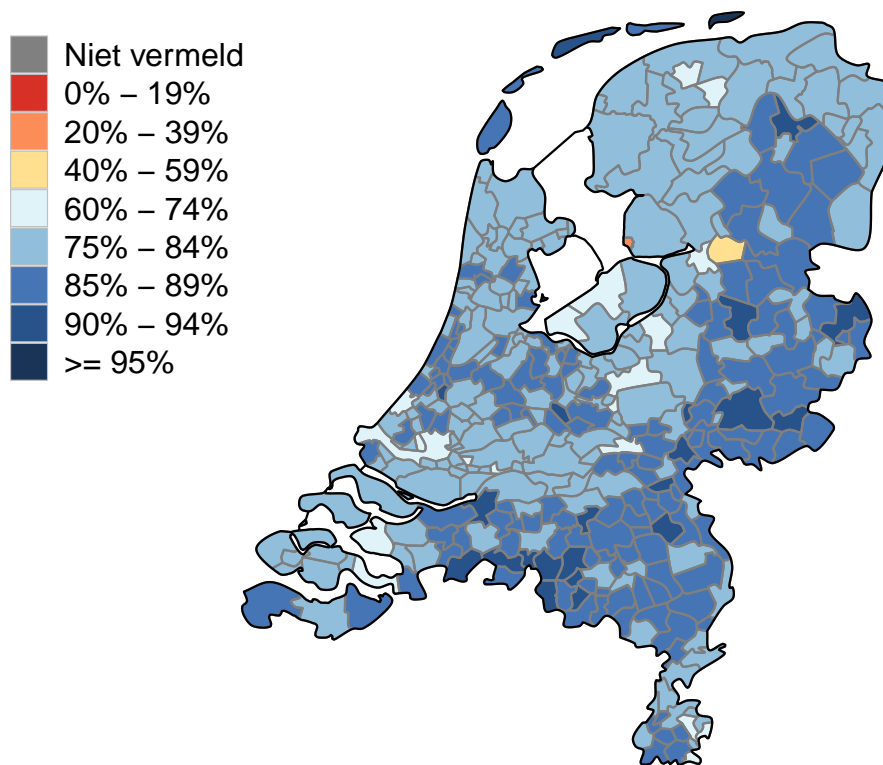 Niet vermeld
0% – 19%
20% – 39%
40% – 59%
60% – 74%
75% – 84%
85% – 89%
90% – 94%
>= 95%